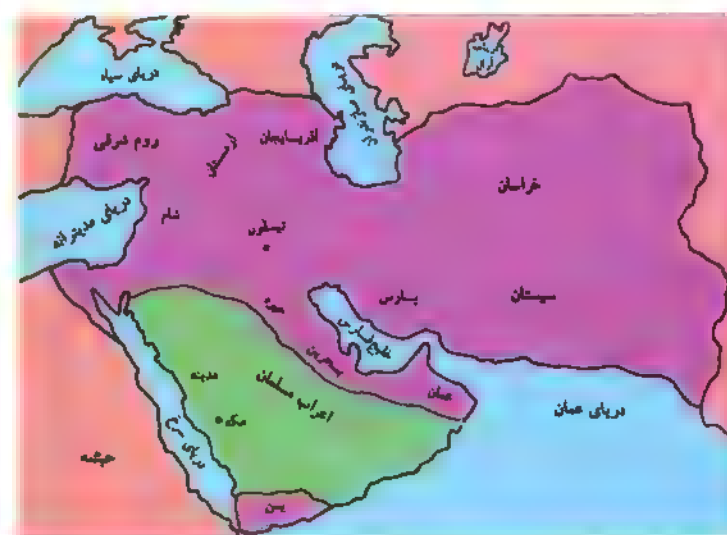 دریای سیاه
روم شرقی
ارمنستان
آذربایجان
دریای مدیترانه
شام
تیسفون
خراسان
سیستان
پارس
خلیج فارس
بحرین
عمان
دریای عمان
اعراب مسلمان
مدینه
مکه
دریای سرخ
حبشه
یمن